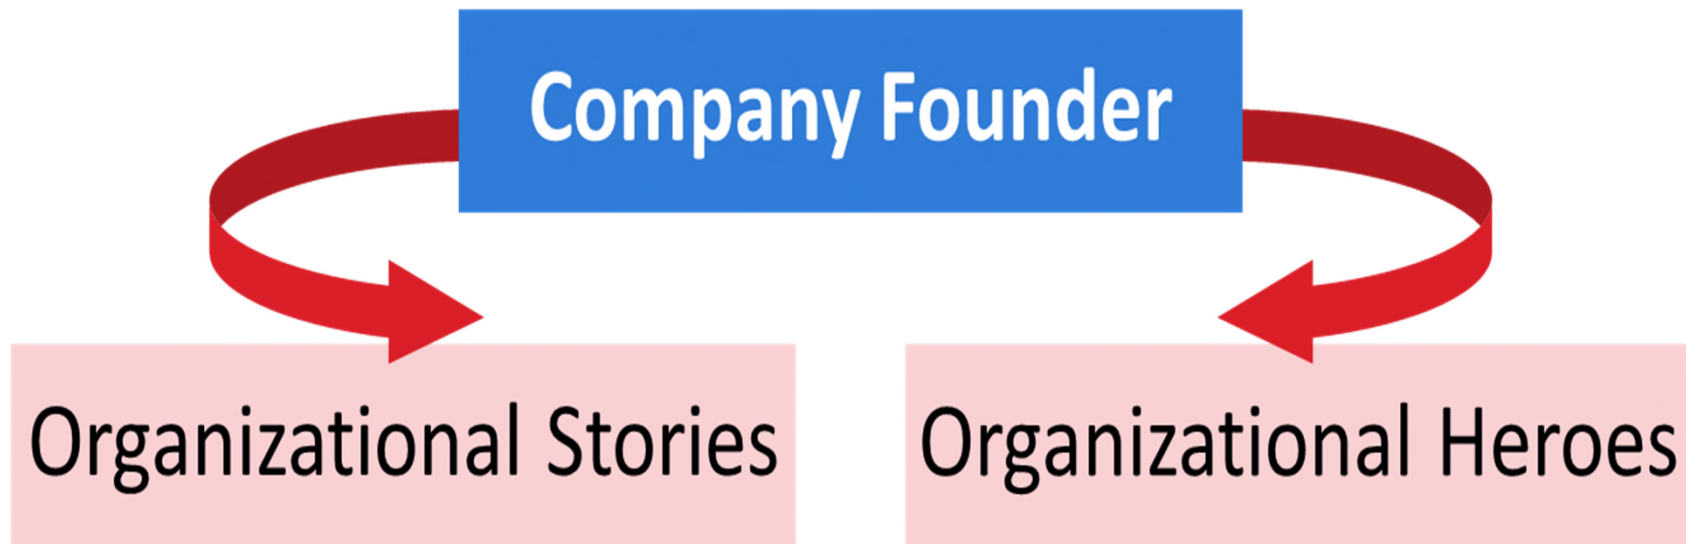 Company Founder
Organizational Stories
Organizational Heroes